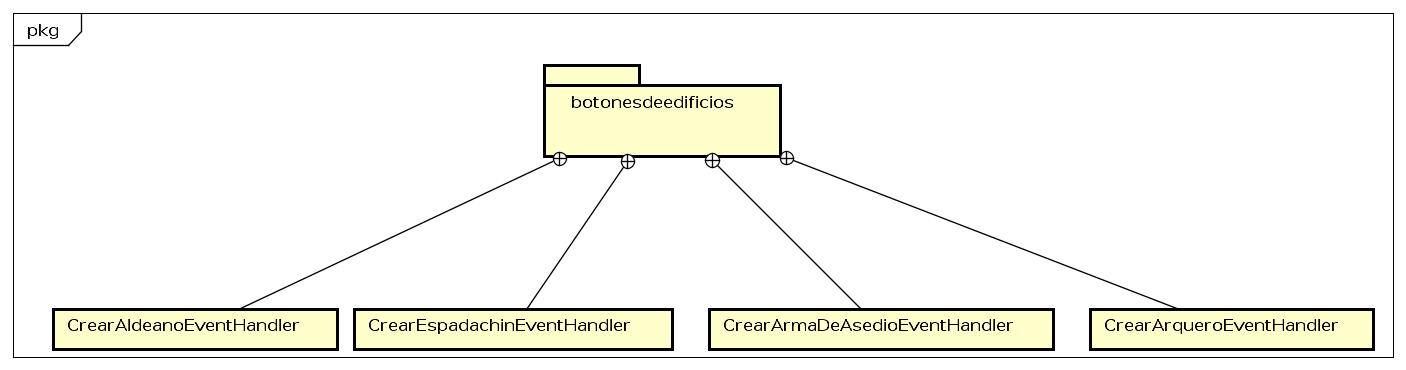 pkg
botonesdeedificios
CrearAldeanoEventHandler
CrearEspadachinEventHandler
CrearArmaDeAsedioEventHandler
CrearArqueroEventHandler